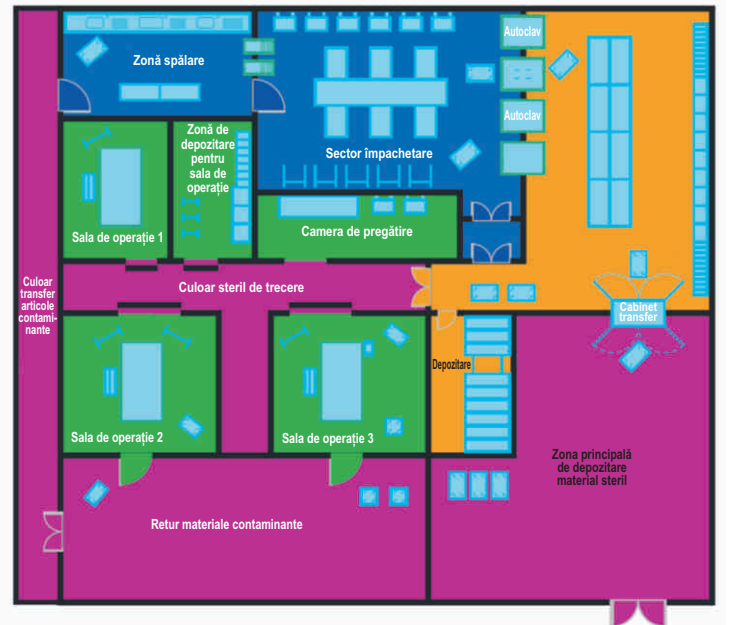 Zonă spălare
Autoclav
Autoclav
Sector împachetare
Zonă de
depozitare
pentru
sala de
operație
Sala de operație 1
Camera de pregătire
Culoar
transfer
articole
contami-
nante
Culoar steril de trecere
Cabinet
transfer
Depozitare
Sala de operație 2
Sala de operație 3
Zona principală
de depozitare
material steril
Retur materiale contaminante